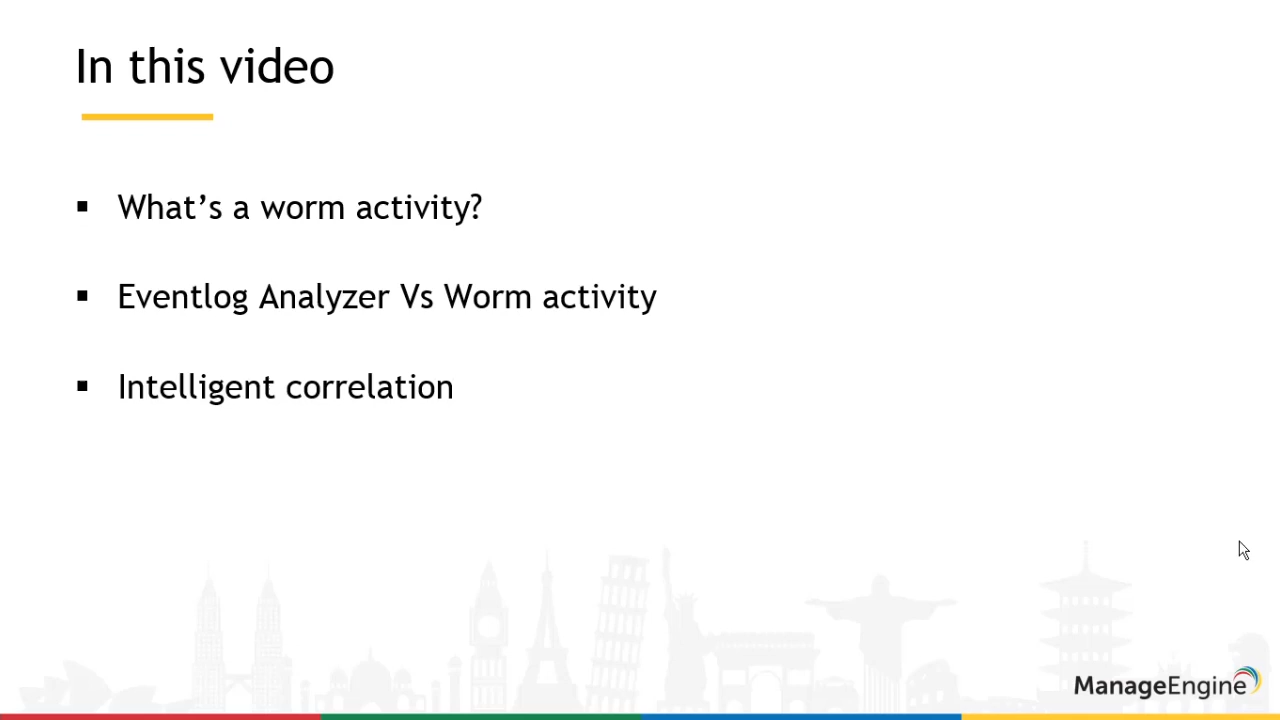 In this video
▪ What's a worm activity?
▪ Eventlog Analyzer Vs Worm activity
▪ Intelligent correlation
ManageEngine